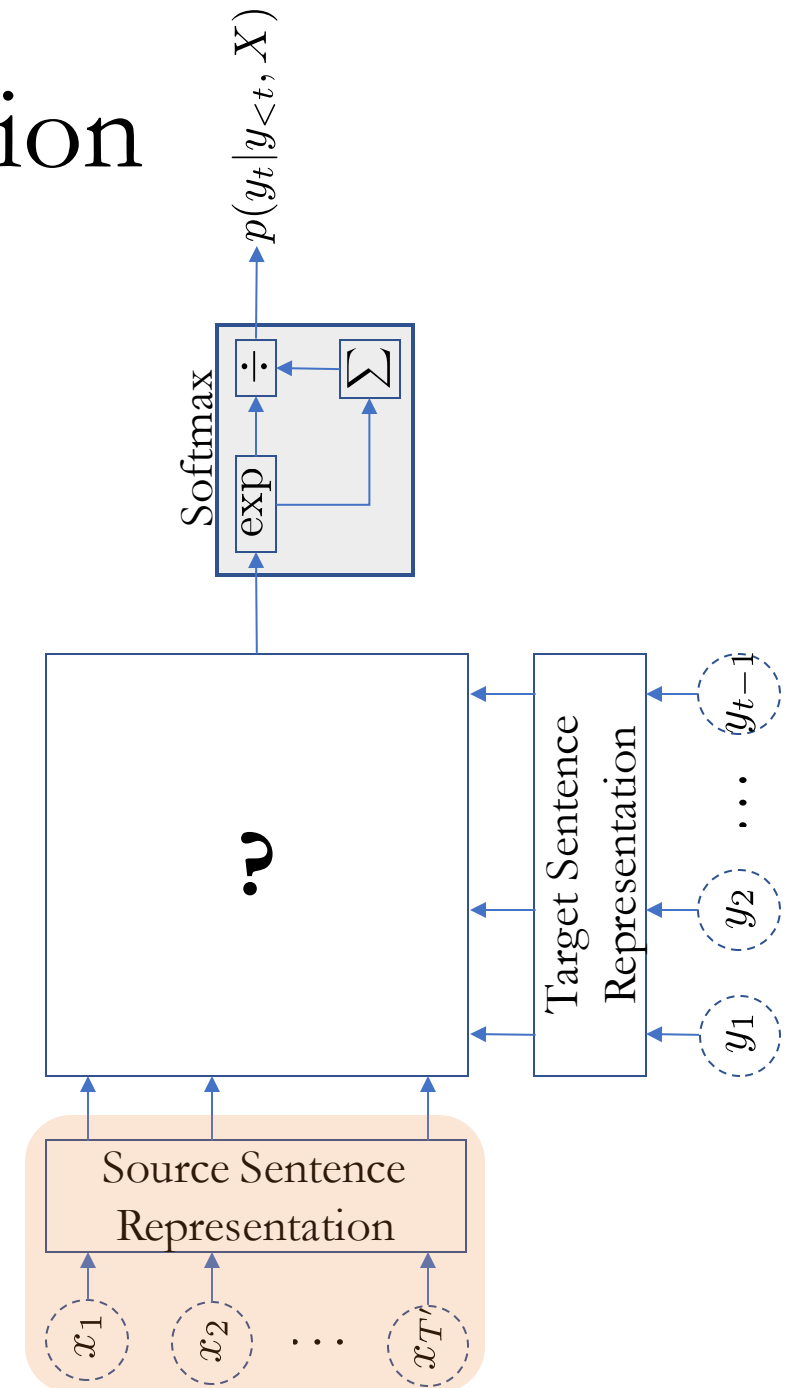 ion
p(y_t|y_{<t}, X)
Softmax
exp
÷
Σ
?
Target Sentence
Representation
Source Sentence
Representation
x_1
x_2
⋯
x_{T'}
y_1
y_2
⋯
y_{t−1}